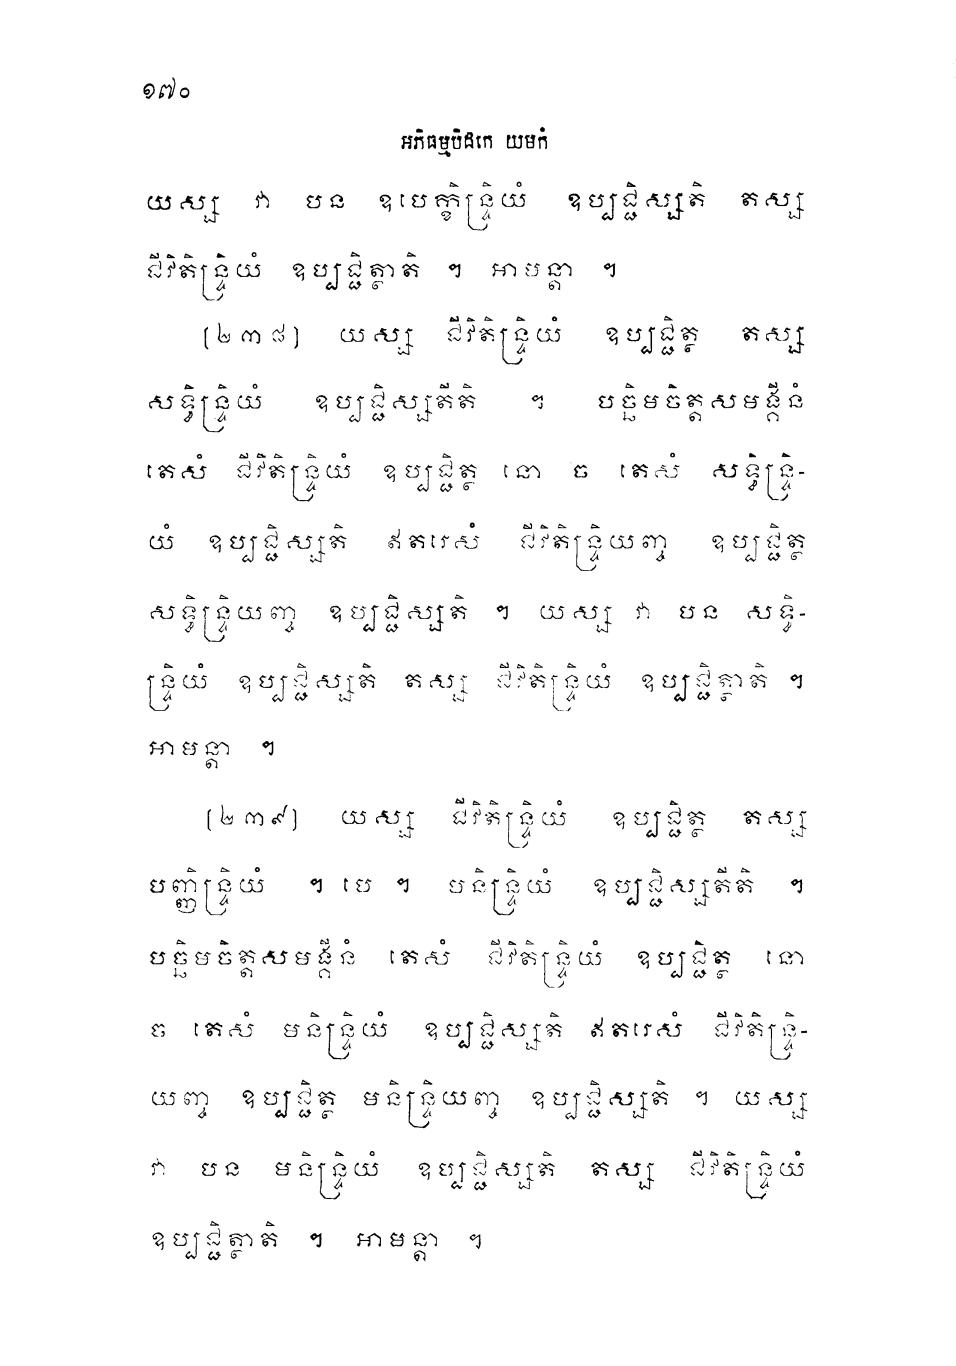 ១៧០
អភិធម្មបិដកេ យមកំ
យស្ស វា បន ឧបេក្ខិន្ទ្រិយំ ឧប្បជ្ជិស្សតិ តស្ស
ជីវិតិន្ទ្រិយំ ឧប្បជ្ជិត្ថាតិ ។ អាមន្តា ។
(២៣៨) យស្ស ជីវិតិន្ទ្រិយំ ឧប្បជ្ជិត្ថ តស្ស
សទ្ធិន្ទ្រិយំ ឧប្បជ្ជិស្សតីតិ ។ បច្ឆិមចិត្តសមង្គីនំ
តេសំ ជីវិតិន្ទ្រិយំ ឧប្បជ្ជិត្ថ នោ ច តេសំ សទ្ធិន្ទ្រិ-
យំ ឧប្បជ្ជិស្សតិ ឥតរេសំ ជីវិតិន្ទ្រិយញ្ច ឧប្បជ្ជិត្ថ
សទ្ធិន្ទ្រិយញ្ច ឧប្បជ្ជិស្សតិ ។ យស្ស វា បន សទ្ធិ-
ន្ទ្រិយំ ឧប្បជ្ជិស្សតិ តស្ស ជីវិតិន្ទ្រិយំ ឧប្បជ្ជិត្ថាតិ ។
អាមន្តា ។
(២៣៩) យស្ស ជីវិតិន្ទ្រិយំ ឧប្បជ្ជិត្ថ តស្ស
បញ្ញិន្ទ្រិយំ ។ បេ ។ មនិន្ទ្រិយំ ឧប្បជ្ជិស្សតីតិ ។
បច្ឆិមចិត្តសមង្គីនំ តេសំ ជីវិតិន្ទ្រិយំ ឧប្បជ្ជិត្ថ នោ
ច តេសំ មនិន្ទ្រិយំ ឧប្បជ្ជិស្សតិ ឥតរេសំ ជីវិតិន្ទ្រិ-
យញ្ច ឧប្បជ្ជិត្ថ មនិន្ទ្រិយញ្ច ឧប្បជ្ជិស្សតិ ។ យស្ស
វា បន មនិន្ទ្រិយំ ឧប្បជ្ជិស្សតិ តស្ស ជីវិតិន្ទ្រិយំ
ឧប្បជ្ជិត្ថាតិ ។ អាមន្តា ។